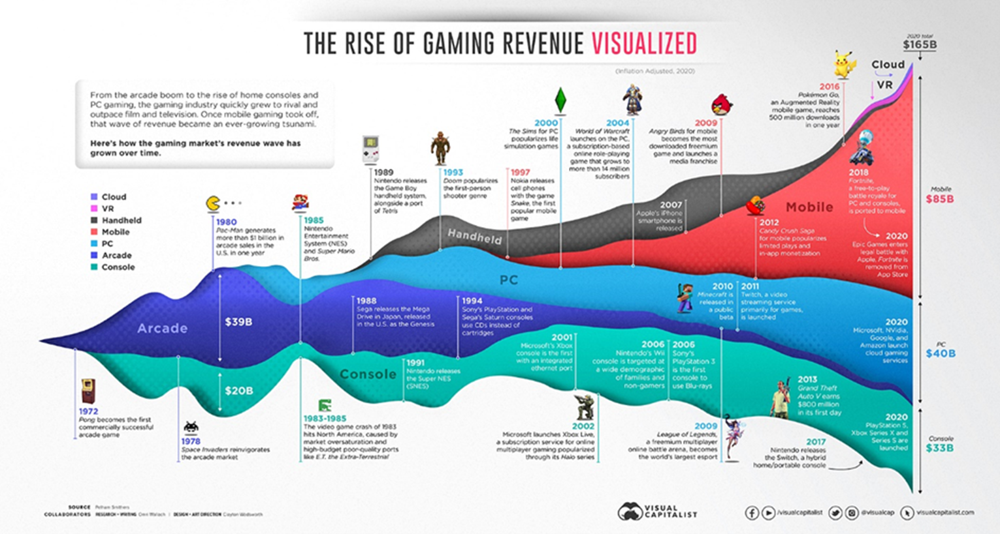 THE RISE OF GAMING REVENUE VISUALIZED
(Inflation Adjusted, 2020)
From the arcade boom to the rise of home consoles and
PC gaming, the gaming industry quickly grew to rival and
outpace film and television. Once mobile gaming took off,
that wave of revenue became an ever-growing tsunami.
Here's how the gaming market's revenue wave has
grown over time.
Cloud
VR
Handheld
Mobile
PC
Arcade
Console
1972
Pong becomes the first
commercially successful
arcade game
1978
Space Invaders reinvigorates
the arcade market
1980
Pac-Man generates
more than $1 billion in
arcade sales in the
U.S. in one year
1985
Nintendo
Entertainment
System (NES)
and Super Mario
Bros.
1983-1985
The video game crash of 1983
hits North America, caused by
market oversaturation and
high-budget poor-quality ports
like E.T. the Extra-Terrestrial
1989
Nintendo releases
the Game Boy
handheld system,
alongside a port
of Tetris
1993
Doom popularizes
the first-person
shooter genre
1997
Nokia releases
cell phones
with the game
Snake, the first
popular mobile
game
2000
The Sims for PC
popularizes life
simulation games
2004
World of Warcraft
launches on the PC,
a subscription-based
online role-playing
game that grows to
more than 14 million
subscribers
2009
Angry Birds for mobile
becomes the most
downloaded freemium
game and launches a
media franchise
2016
Pokémon Go,
an Augmented Reality
mobile game, reaches
500 million downloads
in one year
Cloud
VR
2020 total
$165B
Handheld
2007
Apple's iPhone
smartphone is
released
Mobile
2012
Candy Crush Saga
for mobile popularizes
limited plays and
in-app monetization
2018
Fortnite,
a free-to-play
battle royale for
PC and consoles,
is ported to mobile
2020
Epic Games enters
legal battle with
Apple, Fortnite is
removed from
App Store
Mobile
$85B
PC
2010
Minecraft is
released in
a public
beta
2011
Twitch, a video
streaming service
primarily for games,
is launched
2020
Microsoft, NVidia,
Google, and
Amazon launch
cloud gaming
services
PC
$40B
Arcade
$39B
1988
Sega releases the Mega
Drive in Japan, released
in the U.S. as the Genesis
1994
Sony's PlayStation and
Sega's Saturn consoles
use CDs instead of
cartridges
$20B
Console
1991
Nintendo releases
the Super NES
(SNES)
2001
Microsoft's Xbox
console is the first
with an integrated
ethernet port
2006
Nintendo's Wii
console is targeted at
a wide demographic
of families and
non-gamers
2006
Sony's
PlayStation 3
is the first
console to
use Blu-rays
2013
Grand Theft
Auto V earns
$800 million
in its first day
2020
PlayStation 5,
Xbox Series X and
Series S are
launched
Console
$33B
2002
Microsoft launches Xbox Live,
a subscription service for online
multiplayer gaming popularized
through its Halo series
2009
League of Legends,
a freemium multiplayer
online battle arena, becomes
the world's largest esport
2017
Nintendo releases
the Switch, a hybrid
home/portable console
SOURCE Pelham Smithers
COLLABORATORS RESEARCH + WRITING Omri Wallach | DESIGN + ART DIRECTION Clayton Wadsworth
VISUAL
CAPITALIST
/visualcapitalist
@visualcap
visualcapitalist.com